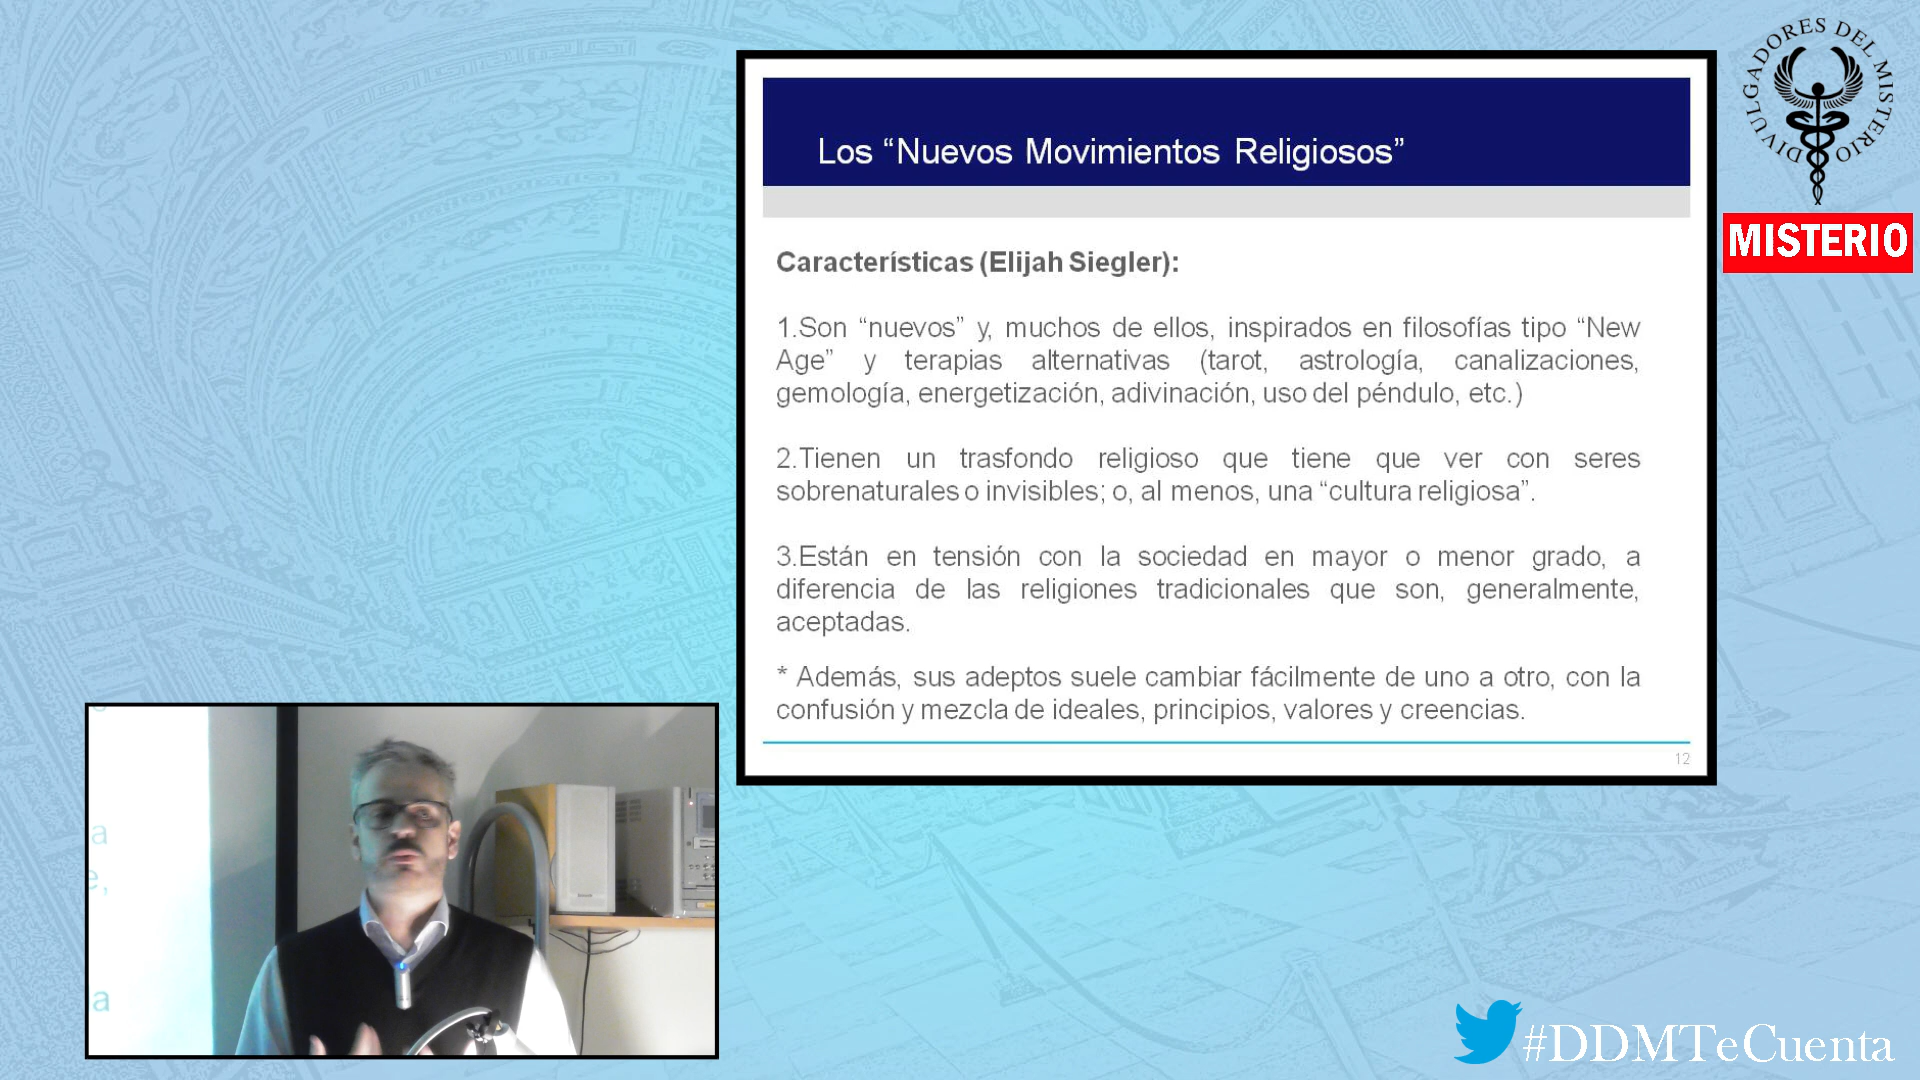 DIVULGADORES DEL MISTERIO
MISTERIO
Los “Nuevos Movimientos Religiosos”
Características (Elijah Siegler):
1.Son “nuevos” y, muchos de ellos, inspirados en filosofías tipo “New
Age” y terapias alternativas (tarot, astrología, canalizaciones,
gemología, energetización, adivinación, uso del péndulo, etc.)
2.Tienen un trasfondo religioso que tiene que ver con seres
sobrenaturales o invisibles; o, al menos, una “cultura religiosa”.
3.Están en tensión con la sociedad en mayor o menor grado, a
diferencia de las religiones tradicionales que son, generalmente,
aceptadas.
* Además, sus adeptos suele cambiar fácilmente de uno a otro, con la
confusión y mezcla de ideales, principios, valores y creencias.
12
a
e,
a
#DDMTeCuenta